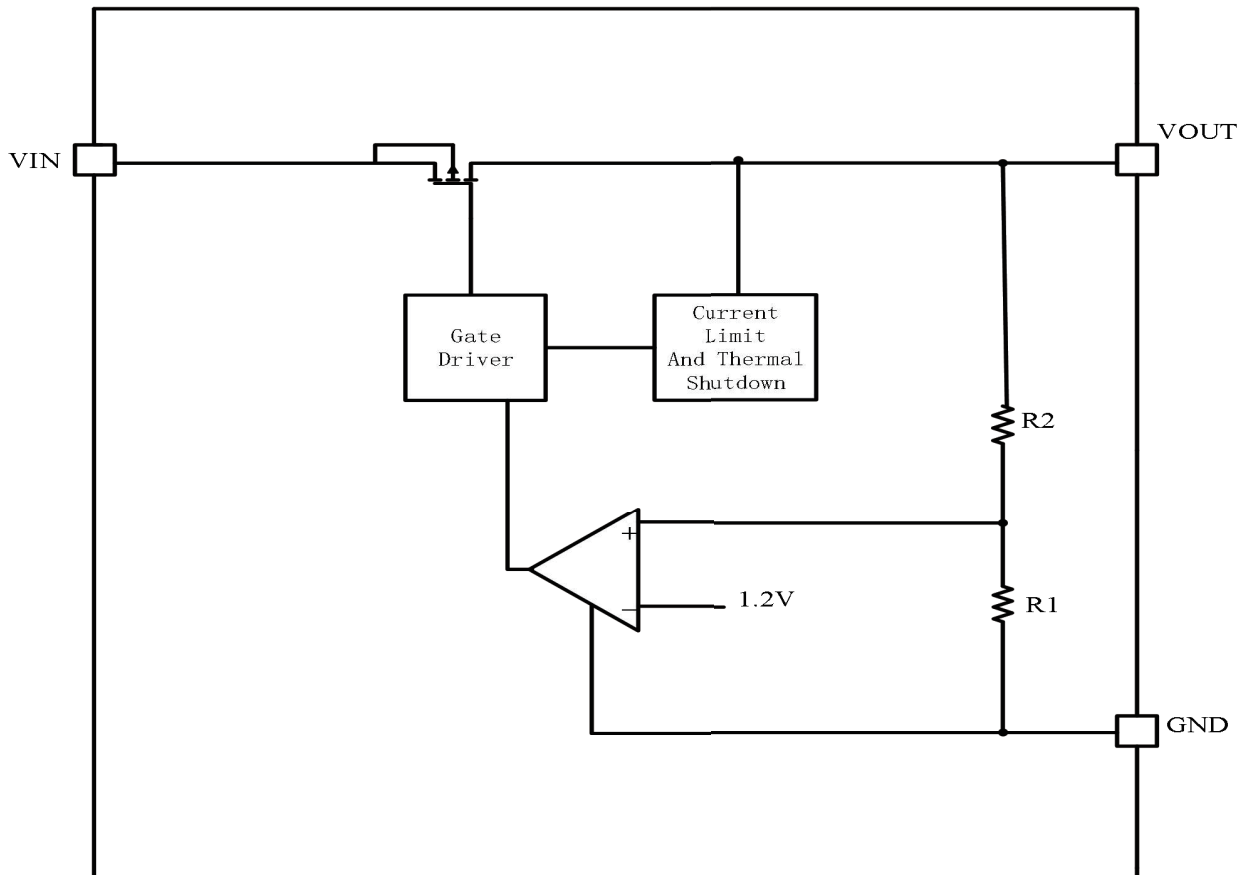 VOUT
VIN
Gate
Driver
Current
Limit
And Thermal
Shutdown
R2
+
−
1.2V
R1
GND